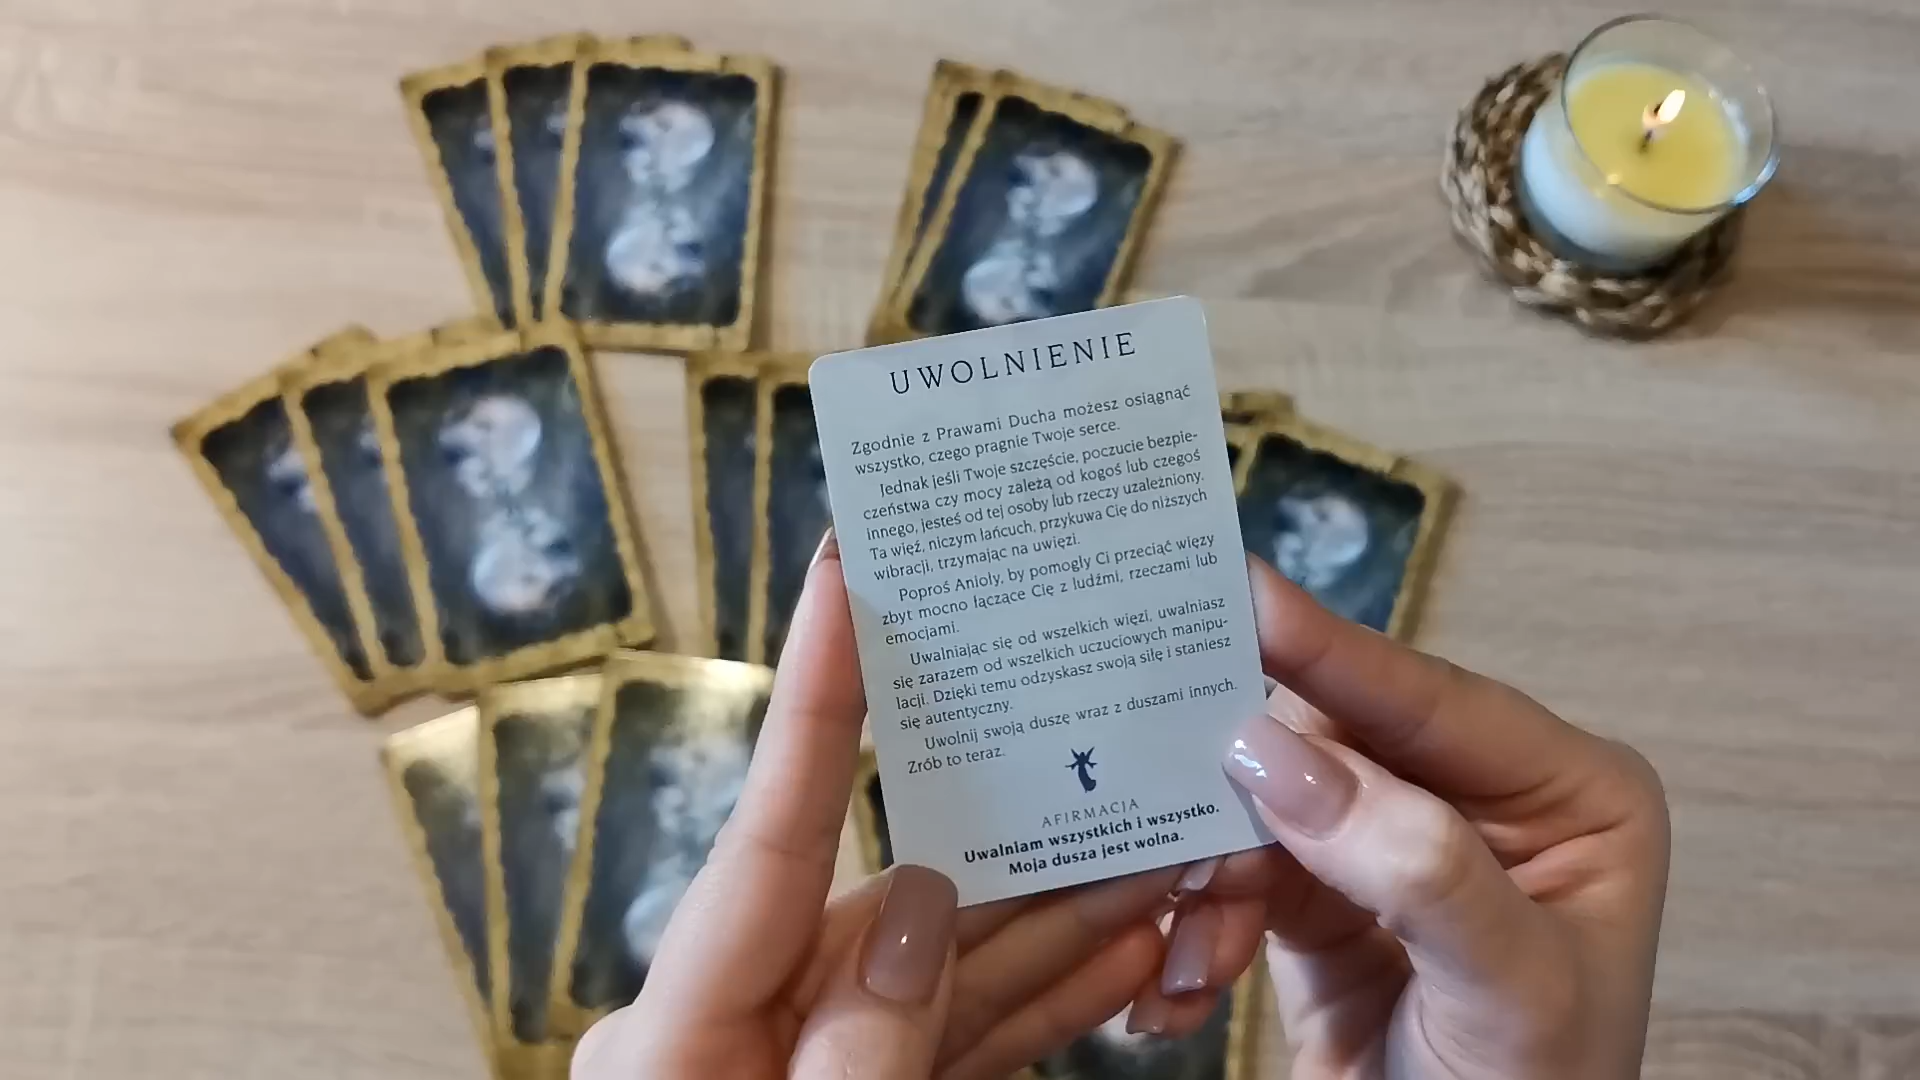 UWOLNIENIE
Zgodnie z Prawami Ducha możesz osiągnąć
wszystko, czego pragnie Twoje serce.
Jednak jeśli Twoje szczęście, poczucie bezpie-
czeństwa czy mocy zależą od kogoś lub czegoś
innego, jesteś od tej osoby lub rzeczy uzależniony.
Ta więź, niczym łańcuch, przykuwa Cię do niższych
wibracji, trzymając na uwięzi.
Poproś Anioly, by pomogły Ci przeciąć więzy
zbyt mocno łączące Cię z ludźmi, rzeczami lub
emocjami.
Uwalniając się od wszelkich więzi, uwalniasz
się zarazem od wszelkich uczuciowych manipu-
lacji. Dzięki temu odzyskasz swoją siłę i staniesz
się autentyczny.
Uwolnij swoją duszę wraz z duszami innych.
Zrób to teraz.
AFIRMACJA
Uwalniam wszystkich i wszystko.
Moja dusza jest wolna.